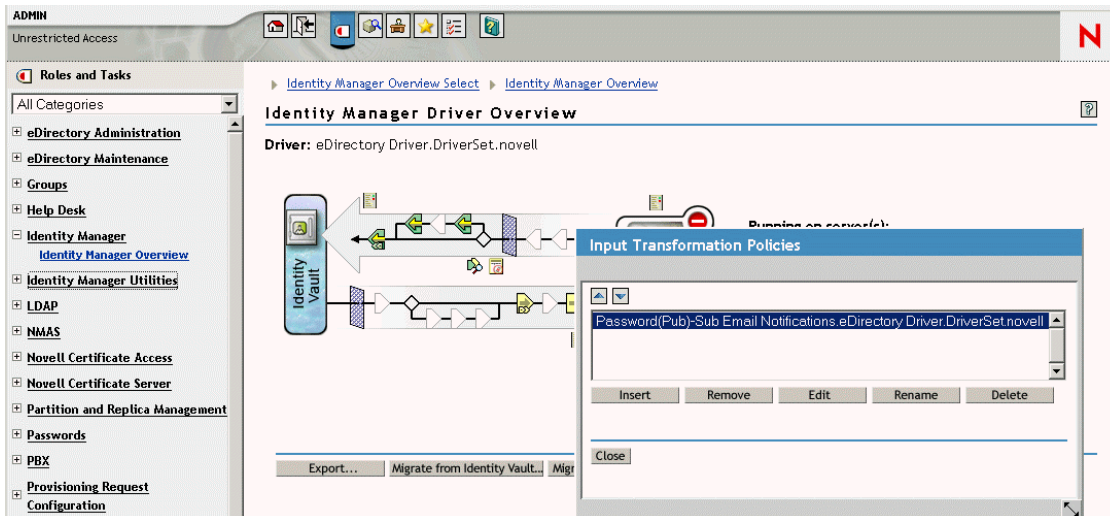 ADMIN
Unrestricted Access
N
Roles and Tasks
All Categories
eDirectory Administration
eDirectory Maintenance
Groups
Help Desk
Identity Manager
Identity Manager Overview
Identity Manager Utilities
LDAP
NMAS
Novell Certificate Access
Novell Certificate Server
Partition and Replica Management
Passwords
PBX
Provisioning Request
Configuration
Identity Manager Overview Select Identity Manager Overview
Identity Manager Driver Overview
?
Driver: eDirectory Driver.DriverSet.novell
Identity
Vault
Running on server(s):
Input Transformation Policies
Password(Pub)-Sub Email Notifications.eDirectory Driver.DriverSet.novell
Insert Remove Edit Rename Delete
Close
Export... Migrate from Identity Vault... Migr